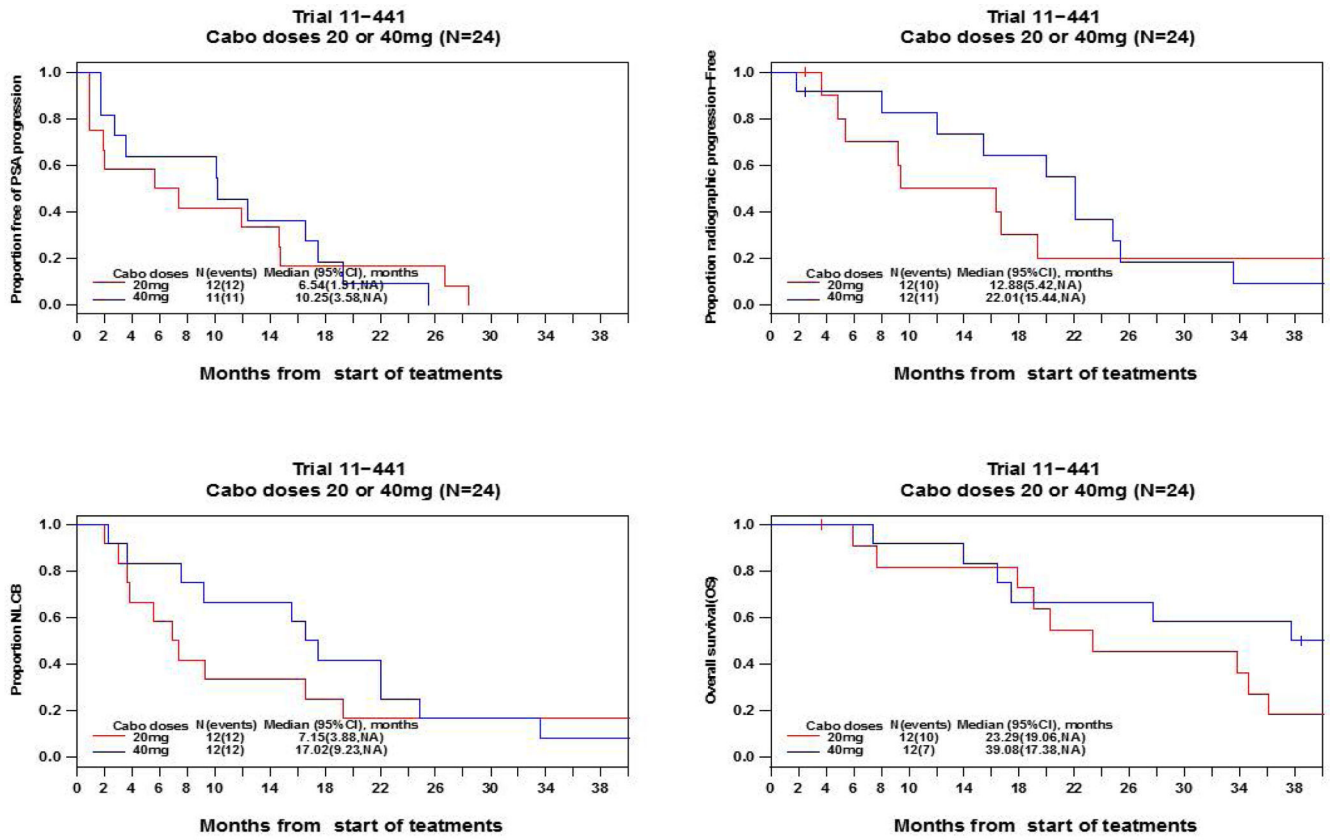 Trial 11−441
Cabo doses 20 or 40mg (N=24)
Proportion free of PSA progression
1.0
0.8
0.6
0.4
0.2
0.0
Cabo doses N(events) Median (95%CI), months
20mg 12(12) 6.54(1.91,NA)
40mg 11(11) 10.25(3.58,NA)
0 2 4 6 8 10 14 18 22 26 30 34 38
Months from start of teatments
Trial 11−441
Cabo doses 20 or 40mg (N=24)
Proportion radiographic progression−Free
1.0
0.8
0.6
0.4
0.2
0.0
Cabo doses N(events) Median (95%CI), months
20mg 12(10) 12.88(5.42,NA)
40mg 12(11) 22.01(15.44,NA)
0 2 4 6 8 10 14 18 22 26 30 34 38
Months from start of teatments
Trial 11−441
Cabo doses 20 or 40mg (N=24)
Proportion NLCB
1.0
0.8
0.6
0.4
0.2
0.0
Cabo doses N(events) Median (95%CI), months
20mg 12(12) 7.15(3.88,NA)
40mg 12(12) 17.02(9.23,NA)
0 2 4 6 8 10 14 18 22 26 30 34 38
Months from start of teatments
Trial 11−441
Cabo doses 20 or 40mg (N=24)
Overall survival(OS)
1.0
0.8
0.6
0.4
0.2
0.0
Cabo doses N(events) Median (95%CI), months
20mg 12(10) 23.29(19.06,NA)
40mg 12(7) 39.08(17.38,NA)
0 2 4 6 8 10 14 18 22 26 30 34 38
Months from start of teatments